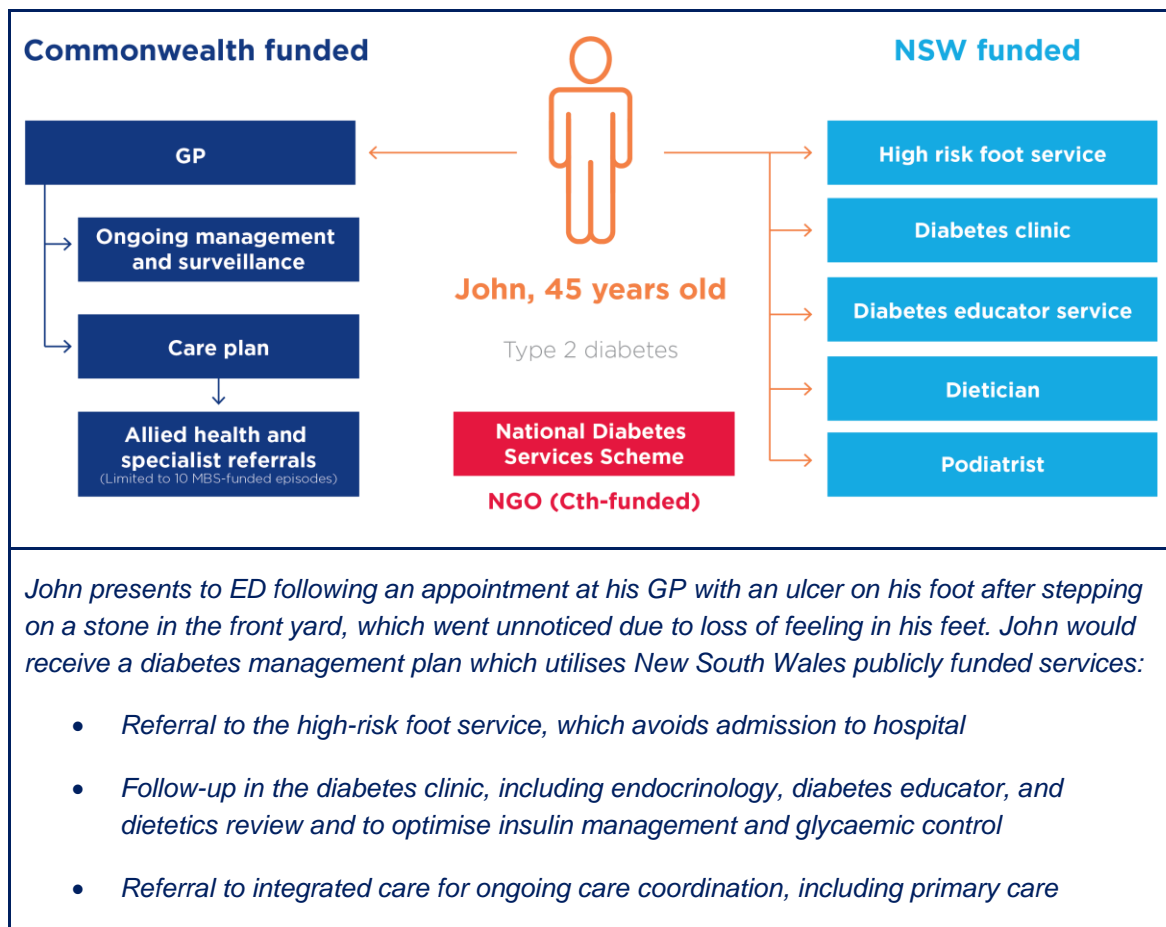 Commonwealth funded
NSW funded
GP
Ongoing management
and surveillance
Care plan
Allied health and
specialist referrals
(Limited to 10 MBS-funded episodes)
John, 45 years old
Type 2 diabetes
National Diabetes
Services Scheme
NGO (Cth-funded)
High risk foot service
Diabetes clinic
Diabetes educator service
Dietician
Podiatrist
John presents to ED following an appointment at his GP with an ulcer on his foot after stepping
on a stone in the front yard, which went unnoticed due to loss of feeling in his feet. John would
receive a diabetes management plan which utilises New South Wales publicly funded services:
• Referral to the high-risk foot service, which avoids admission to hospital
• Follow-up in the diabetes clinic, including endocrinology, diabetes educator, and
dietetics review and to optimise insulin management and glycaemic control
• Referral to integrated care for ongoing care coordination, including primary care